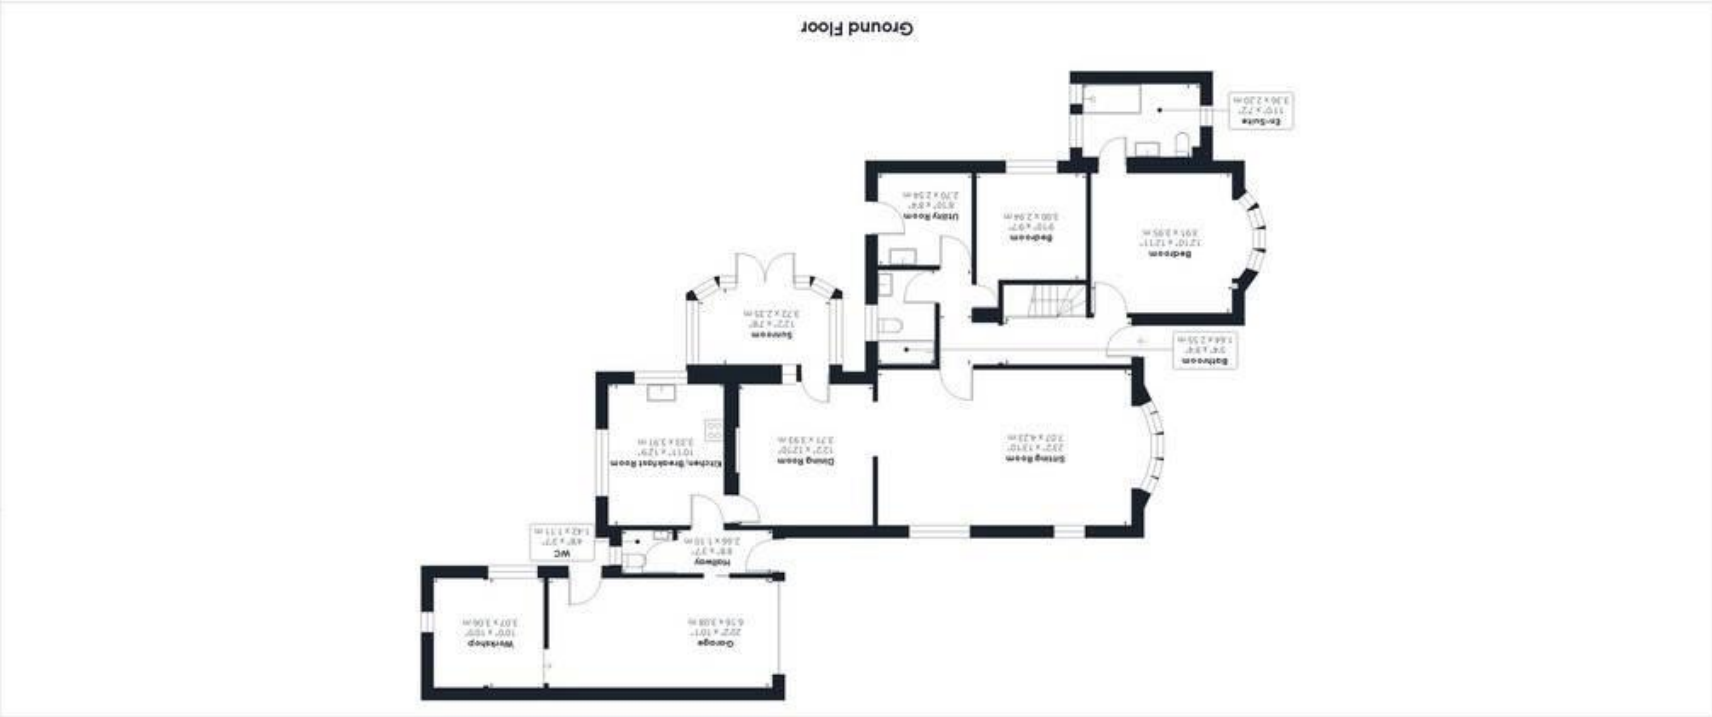 Garage
20'2" x 10'1"
6.16 x 3.08 m
Workshop
10'0" x 10'0"
3.07 x 3.06 m
Hallway
8'8" x 3'7"
2.66 x 1.10 m
WC
4'8" x 3'7"
1.42 x 1.11 m
Sitting Room
23'2" x 13'10"
7.07 x 4.23 m
Dining Room
12'2" x 12'10"
3.71 x 3.93 m
Kitchen/Breakfast Room
10'11" x 12'9"
3.33 x 3.91 m
Bathroom
5'4" x 8'4"
1.64 x 2.55 m
Sunroom
12'2" x 7'8"
3.72 x 2.35 m
Bedroom
12'10" x 12'11"
3.91 x 3.95 m
Bedroom
9'10" x 9'7"
3.00 x 2.94 m
Utility Room
8'10" x 8'4"
2.70 x 2.54 m
En-Suite
11'0" x 7'2"
3.36 x 2.20 m
Ground Floor